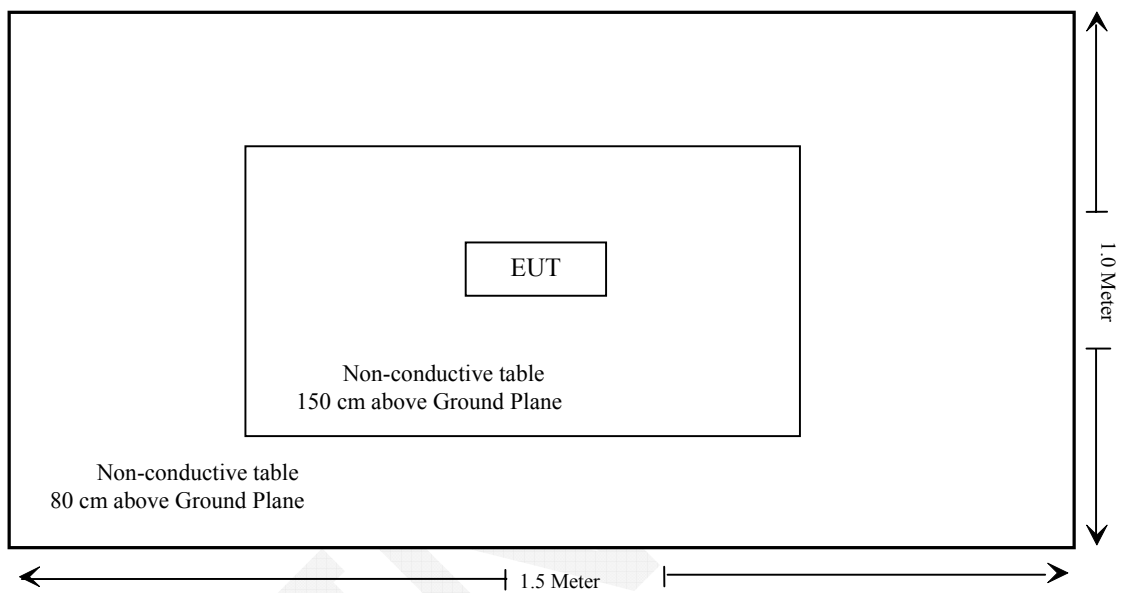 EUT
Non-conductive table
150 cm above Ground Plane
Non-conductive table
80 cm above Ground Plane
1.0 Meter
1.5 Meter